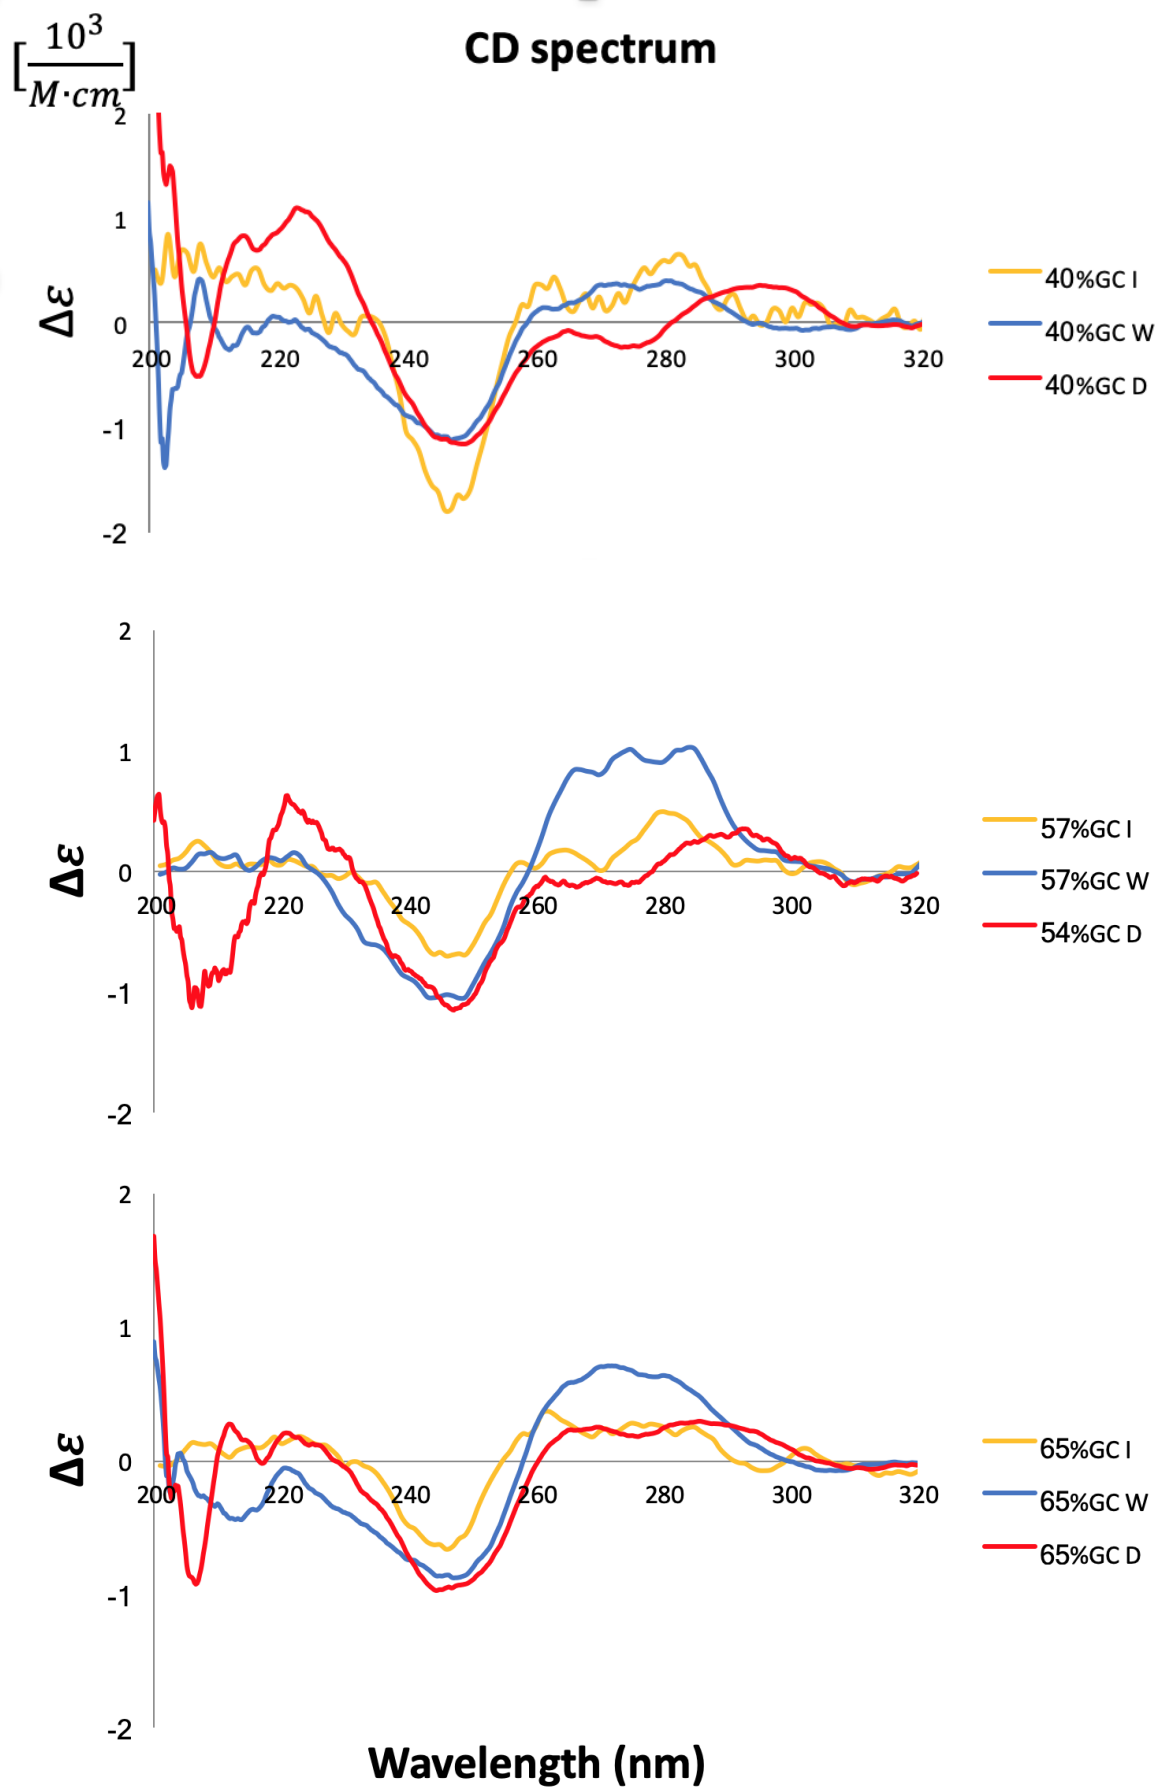 CD spectrum
[10³/M·cm]
2
1
0
-1
-2
Δε
200 220 240 260 280 300 320
40%GC I
40%GC W
40%GC D
2
1
0
-1
-2
Δε
200 220 240 260 280 300 320
57%GC I
57%GC W
54%GC D
2
1
0
-1
-2
Δε
200 220 240 260 280 300 320
65%GC I
65%GC W
65%GC D
Wavelength (nm)